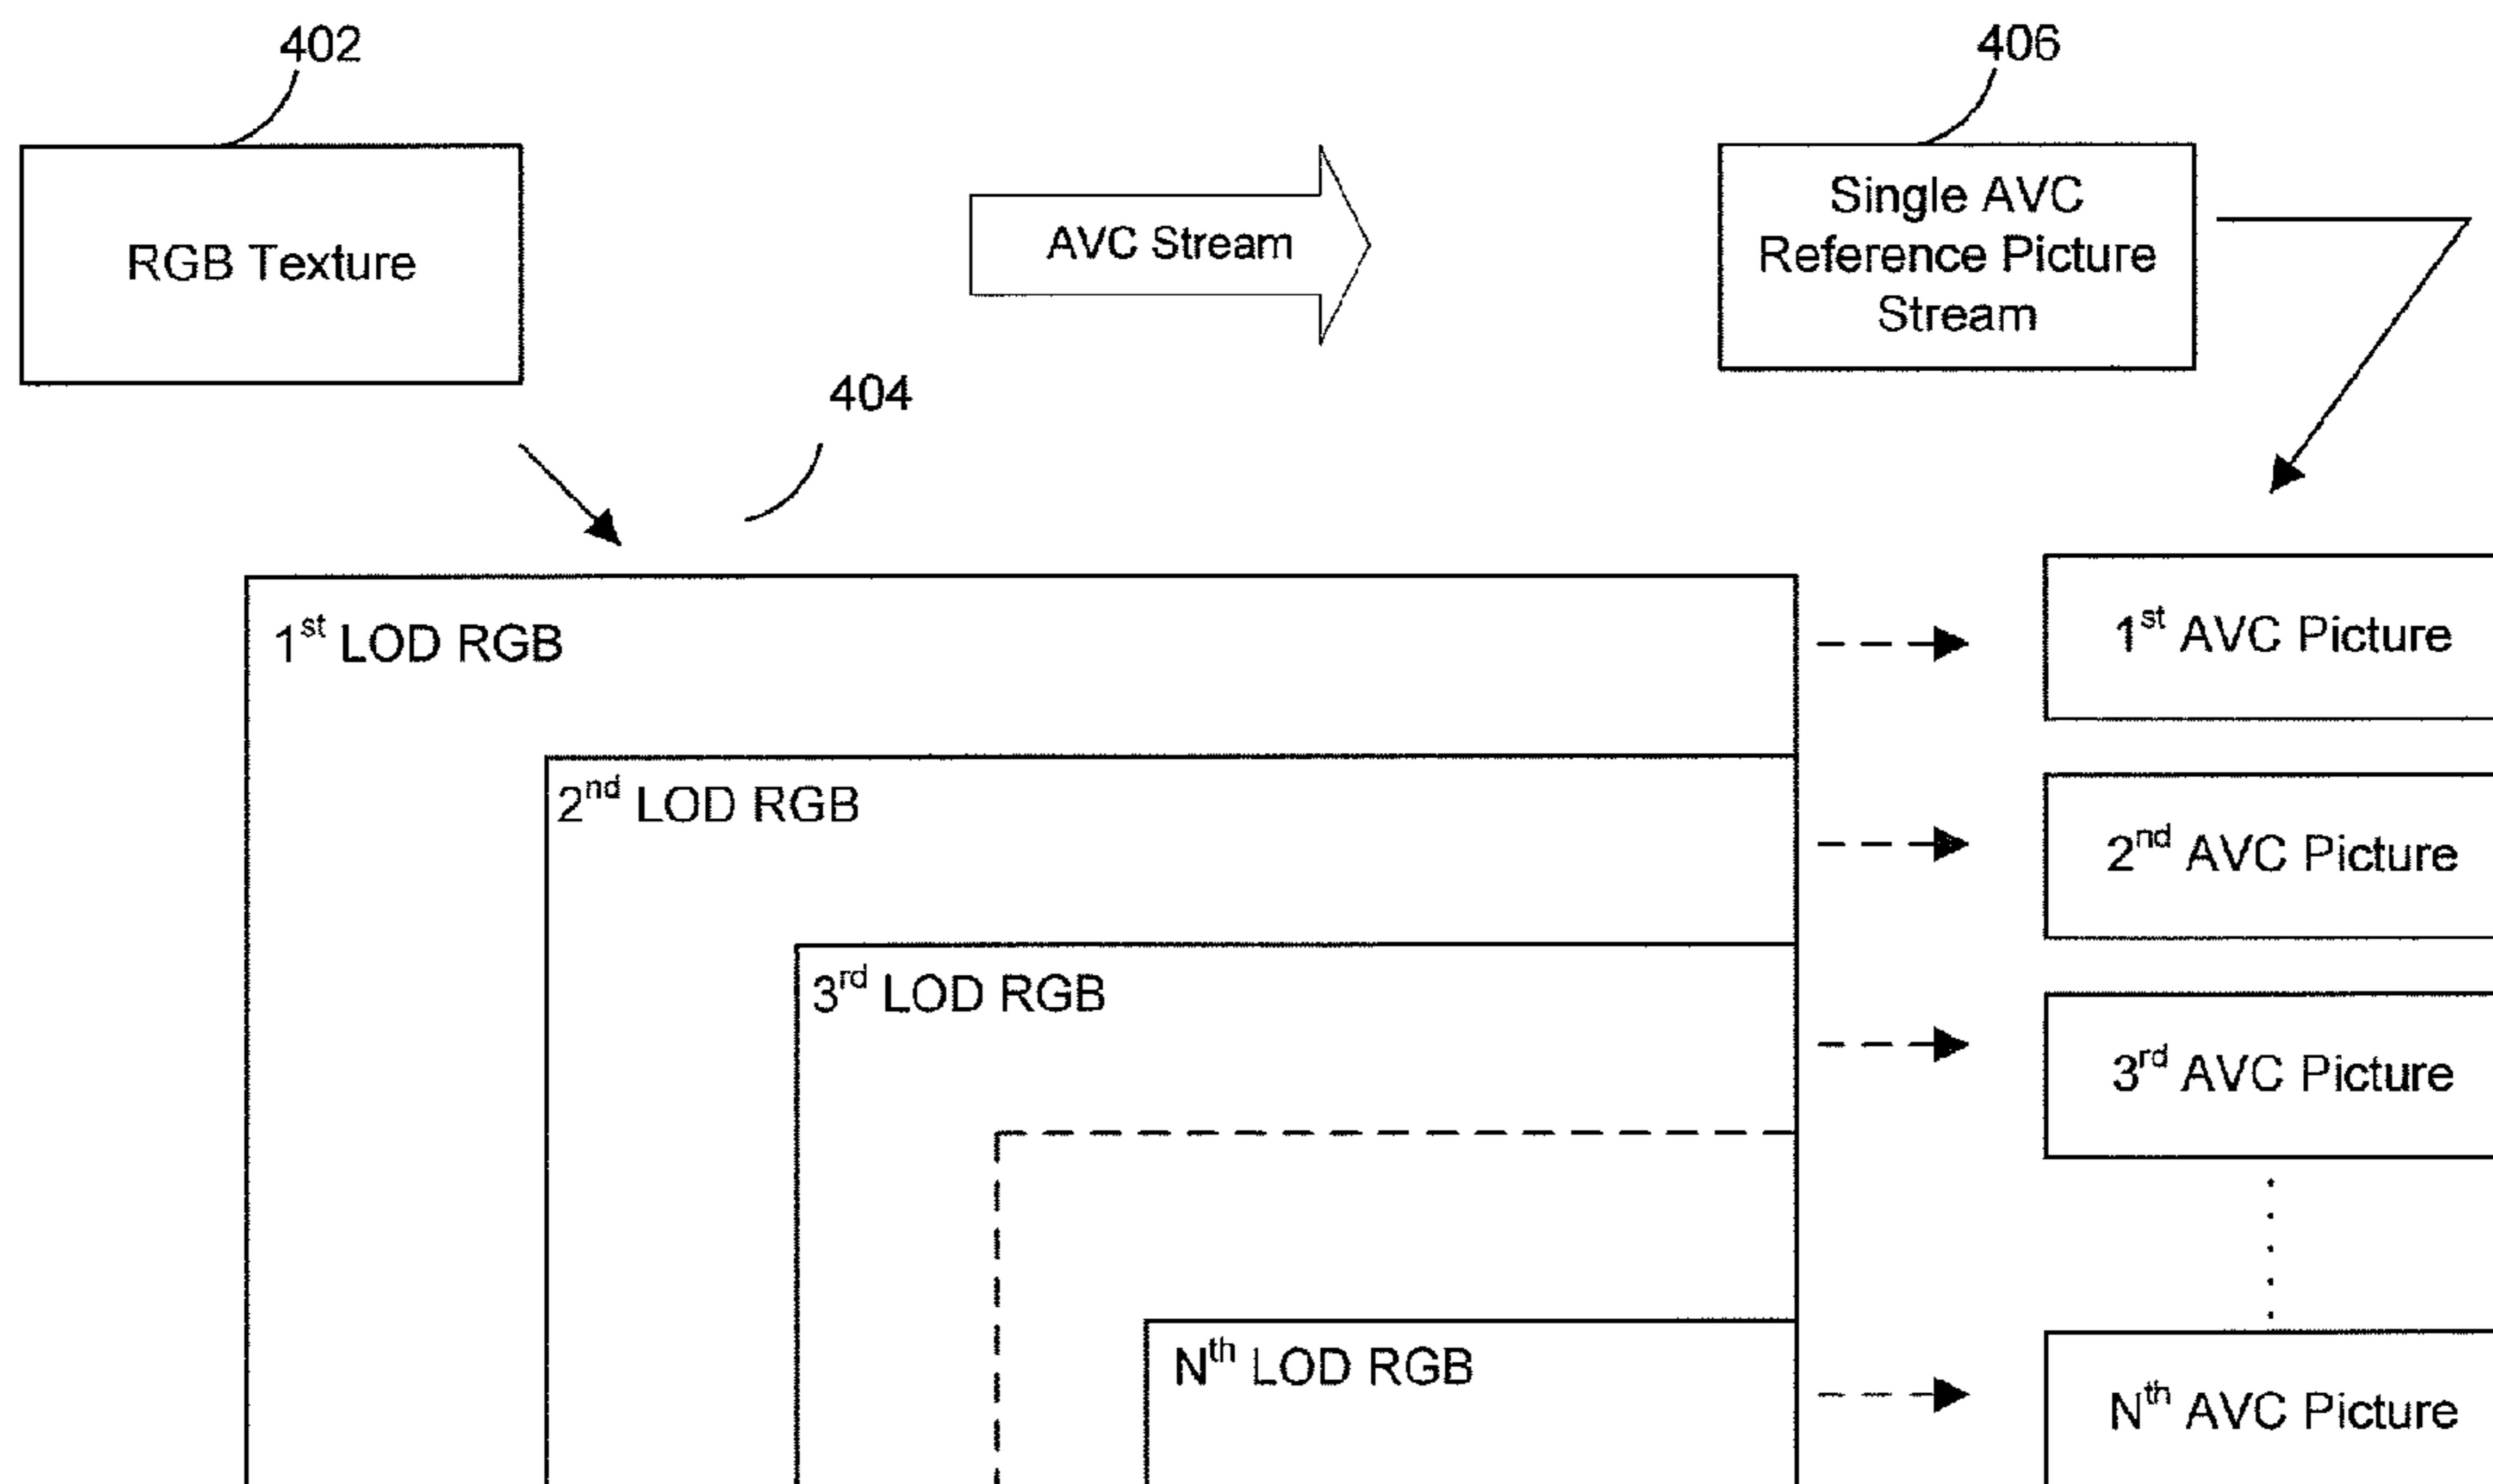 402
406
RGB Texture
AVC Stream
Single AVC
Reference Picture
Stream
404
1st LOD RGB
1st AVC Picture
2nd LOD RGB
2nd AVC Picture
3rd LOD RGB
3rd AVC Picture
Nth LOD RGB
Nth AVC Picture